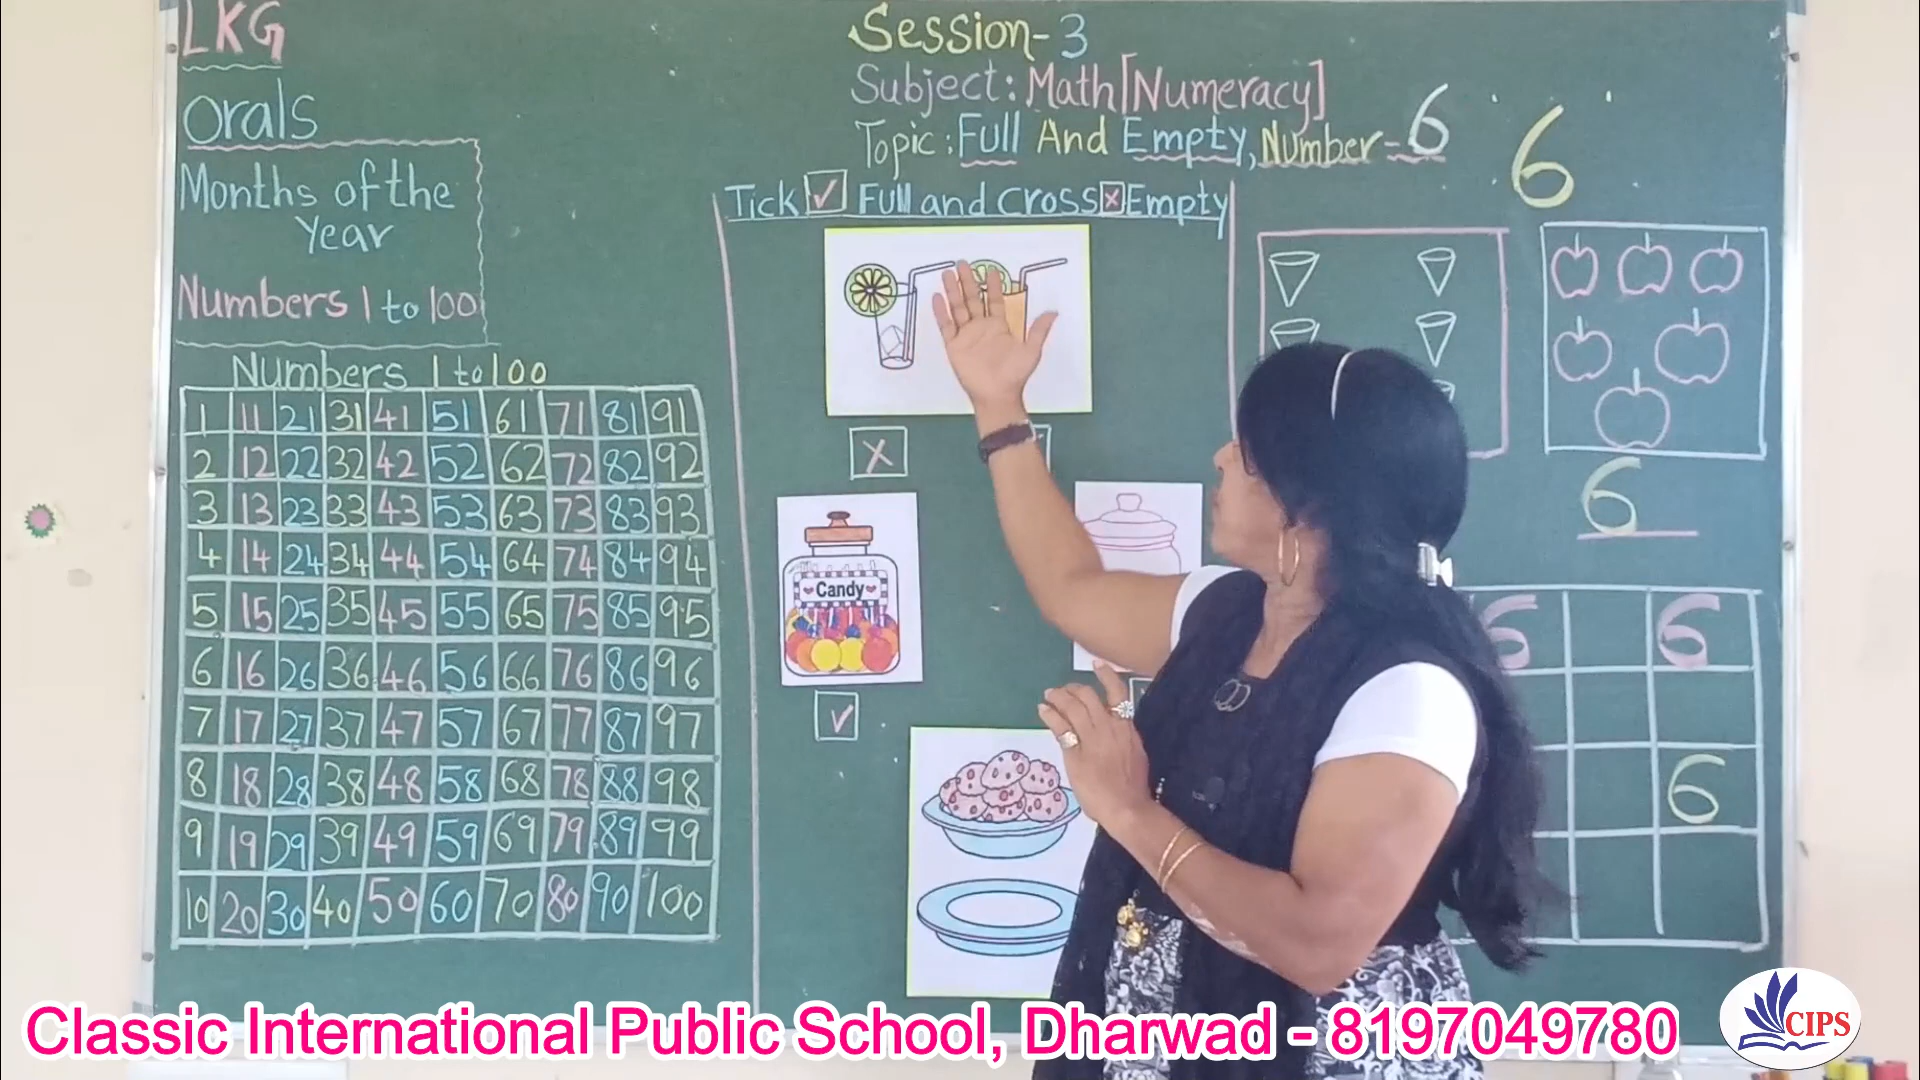 LKG
Orals
Months of the
Year
Numbers 1 to 100
Numbers 1 to 100
1 11 21 31 41 51 61 71 81 91
2 12 22 32 42 52 62 72 82 92
3 13 23 33 43 53 63 73 83 93
4 14 24 34 44 54 64 74 84 94
5 15 25 35 45 55 65 75 85 95
6 16 26 36 46 56 66 76 86 96
7 17 27 37 47 57 67 77 87 97
8 18 28 38 48 58 68 78 88 98
9 19 29 39 49 59 69 79 89 99
10 20 30 40 50 60 70 80 90 100
Session-3
Subject: Math[Numeracy]
Topic: Full And Empty, Number-6
6
Tick ✓ Full and Cross × Empty
×
Candy
✓
6
6 6
6
Classic International Public School, Dharwad - 8197049780
CIPS